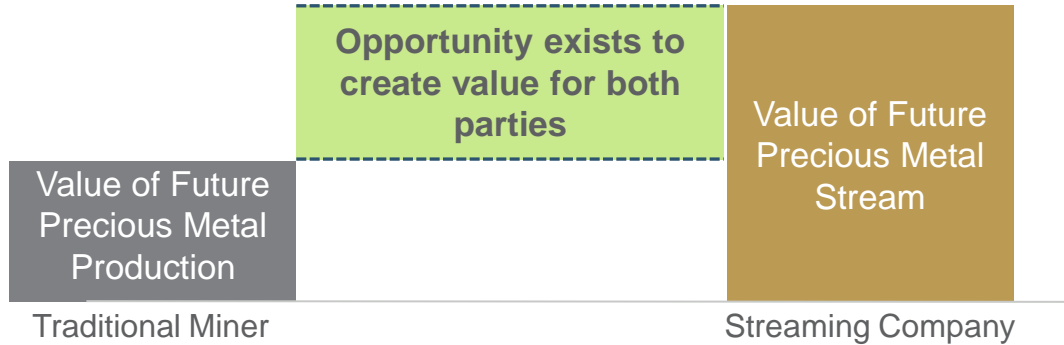 Opportunity exists to
create value for both
parties
Value of Future
Precious Metal
Stream
Value of Future
Precious Metal
Production
Traditional Miner
Streaming Company